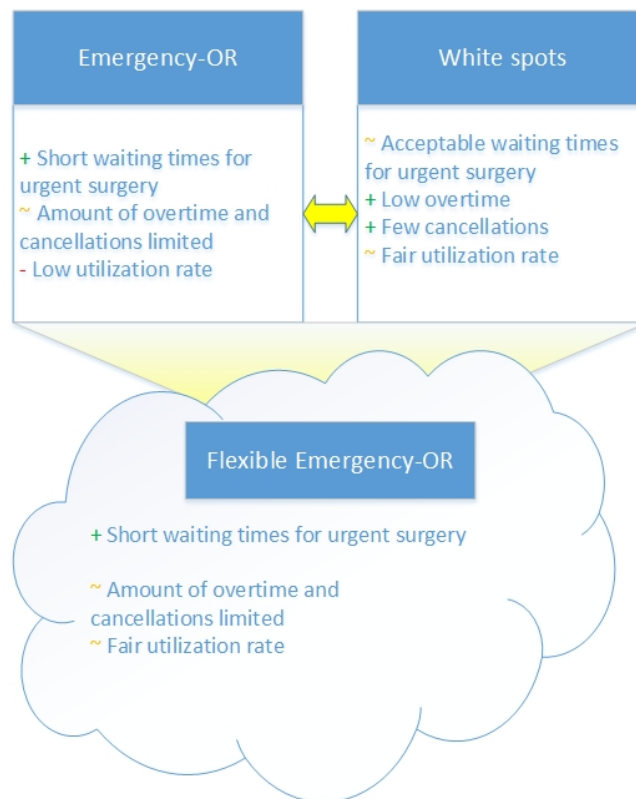 Emergency-OR
+ Short waiting times for
urgent surgery
~ Amount of overtime and
cancellations limited
- Low utilization rate
White spots
~ Acceptable waiting times
for urgent surgery
+ Low overtime
+ Few cancellations
~ Fair utilization rate
Flexible Emergency-OR
+ Short waiting times for urgent surgery
~ Amount of overtime and
cancellations limited
~ Fair utilization rate